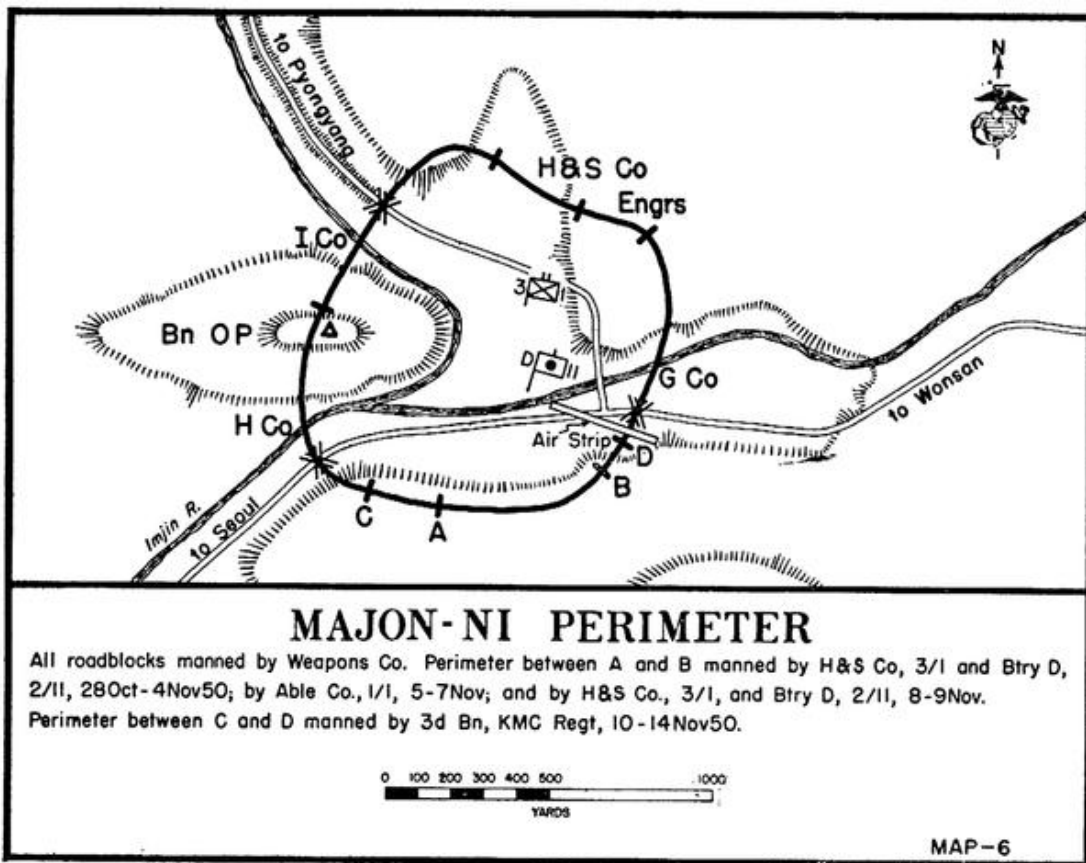 N
to Pyongyang
H&S Co
Engrs
I Co
3
1
Bn OP
D
11
G Co
H Co
to Wonsan
Air Strip
D
B
C
A
Imjin R.
to Seoul
MAJON-NI PERIMETER
All roadblocks manned by Weapons Co. Perimeter between A and B manned by H&S Co, 3/1 and Btry D,
2/11, 28Oct-4Nov50; by Able Co., 1/1, 5-7Nov; and by H&S Co., 3/1, and Btry D, 2/11, 8-9Nov.
Perimeter between C and D manned by 3d Bn, KMC Regt, 10-14Nov50.
0 100 200 300 400 500 1000
YARDS
MAP-6